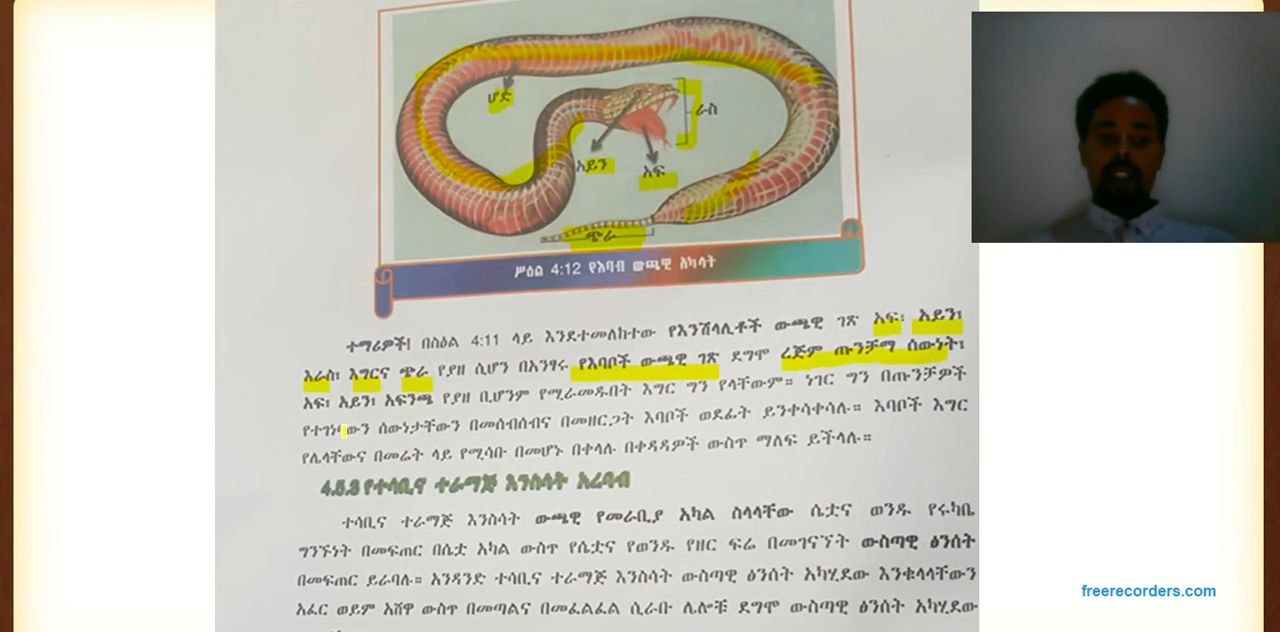 ሆድ
ራስ
አይን
አፍ
ጭራ
ሥዕል 4:12 የእባብ ውጫዊ አካላት
ተማሪዎች! በስዕል 4:11 ላይ እንደተመለከተው የእንሽላሊቶች ውጫዊ ገጽ አፍ፣ አይን፣
እራስ፣ እግርና ጭራ የያዘ ሲሆን በአንፃሩ የእባቦች ውጫዊ ገጽ ደግሞ ረጅም ጡንቻማ ሰውነት፣
አፍ፣ አይን፣ አፍንጫ የያዘ ቢሆንም የሚራመዱበት እግር ግን የላቸውም። ነገር ግን በጡንቻዎች
ሰውነታቸውን በመሰብሰብና በመዘርጋት እባቦች ወደፊት ይንቀሳቀሳሉ። እባቦች እግር
የሌላቸውና በመሬት ላይ የሚሳቡ በመሆኑ በቀላሉ በቀዳዳዎች ውስጥ ማለፍ ይችላሉ።
4.5.3 የተሳቢና ተራማጅ እንስሳት አረባብ
ተሳቢና ተራማጅ እንስሳት ውጫዊ የመራቢያ አካል ስላላቸው ሴቷና ወንዱ የሩካቤ
ግንኙነት በመፍጠር በሴቷ አካል ውስጥ የሴቷና የወንዱ የዘር ፍሬ በመገናኘት ውስጣዊ ፅንሰት
በመፍጠር ይራባሉ። አንዳንድ ተሳቢና ተራማጅ እንስሳት ውስጣዊ ፅንሰት አካሂደው እንቁላላቸውን
አፈር ወይም አሸዋ ውስጥ በመጣልና በመፈልፈል ሲራቡ ሌሎቹ ደግሞ ውስጣዊ ፅንሰት አካሂደው
freerecorders.com